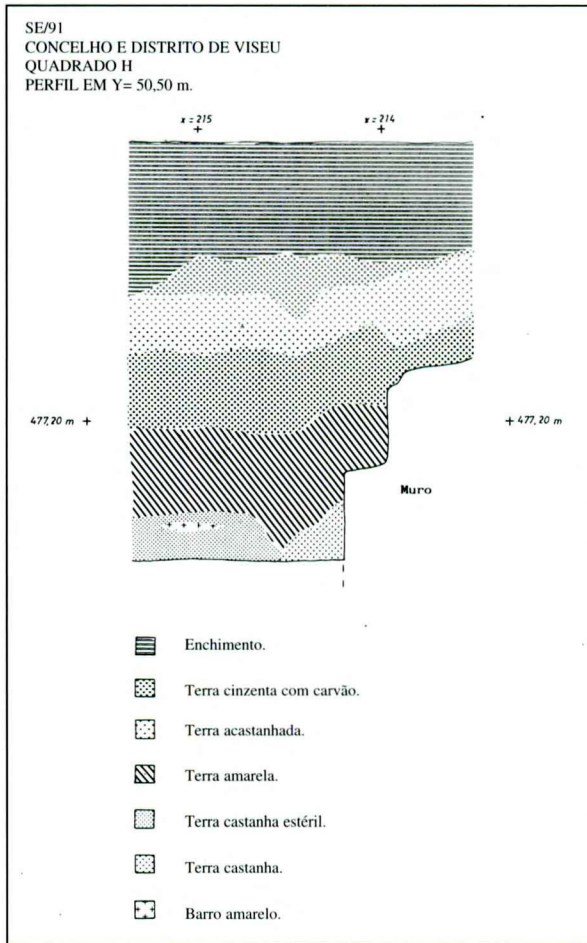 SE/91
CONCELHO E DISTRITO DE VISEU
QUADRADO H
PERFIL EM Y= 50,50 m.
x = 215 x = 214
477,20 m 477,20 m
Muro
Enchimento.
Terra cinzenta com carvão.
Terra acastanhada.
Terra amarela.
Terra castanha estéril.
Terra castanha.
Barro amarelo.